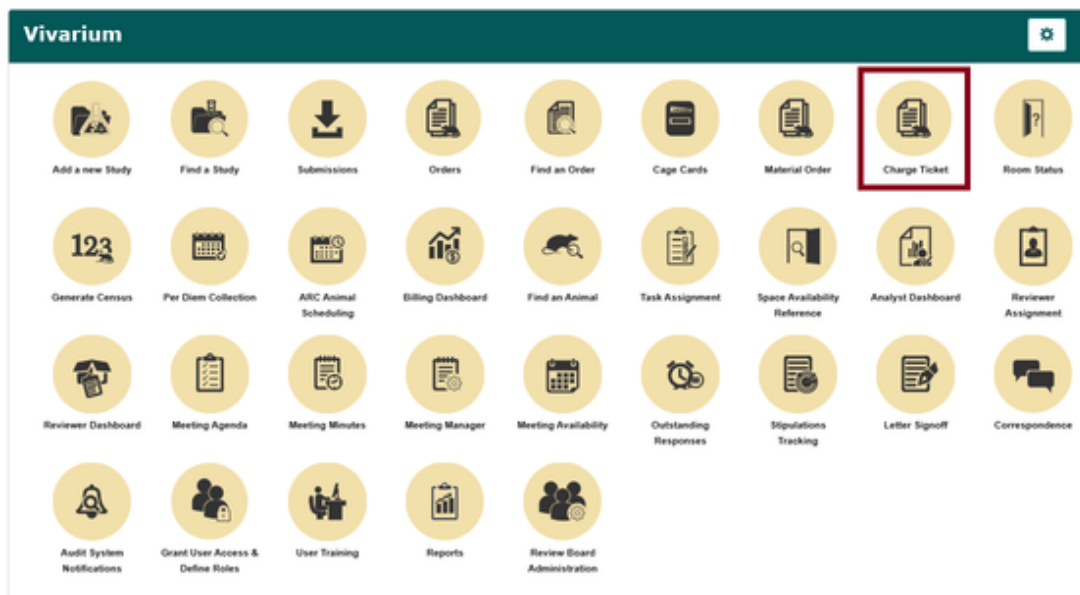 Vivarium
Add a new Study
Find a Study
Submissions
Orders
Find an Order
Cage Cards
Material Order
Charge Ticket
?
Room Status
123
Generate Census
Per Diem Collection
ARC Animal
Scheduling
$
Billing Dashboard
Find an Animal
Task Assignment
Space Availability
Reference
Analyst Dashboard
Reviewer
Assignment
Reviewer Dashboard
Meeting Agenda
Meeting Minutes
Meeting Manager
Meeting Availability
Outstanding
Responses
Stipulations
Tracking
Letter Signoff
Correspondence
Audit System
Notifications
Grant User Access &
Define Roles
User Training
Reports
Review Board
Administration